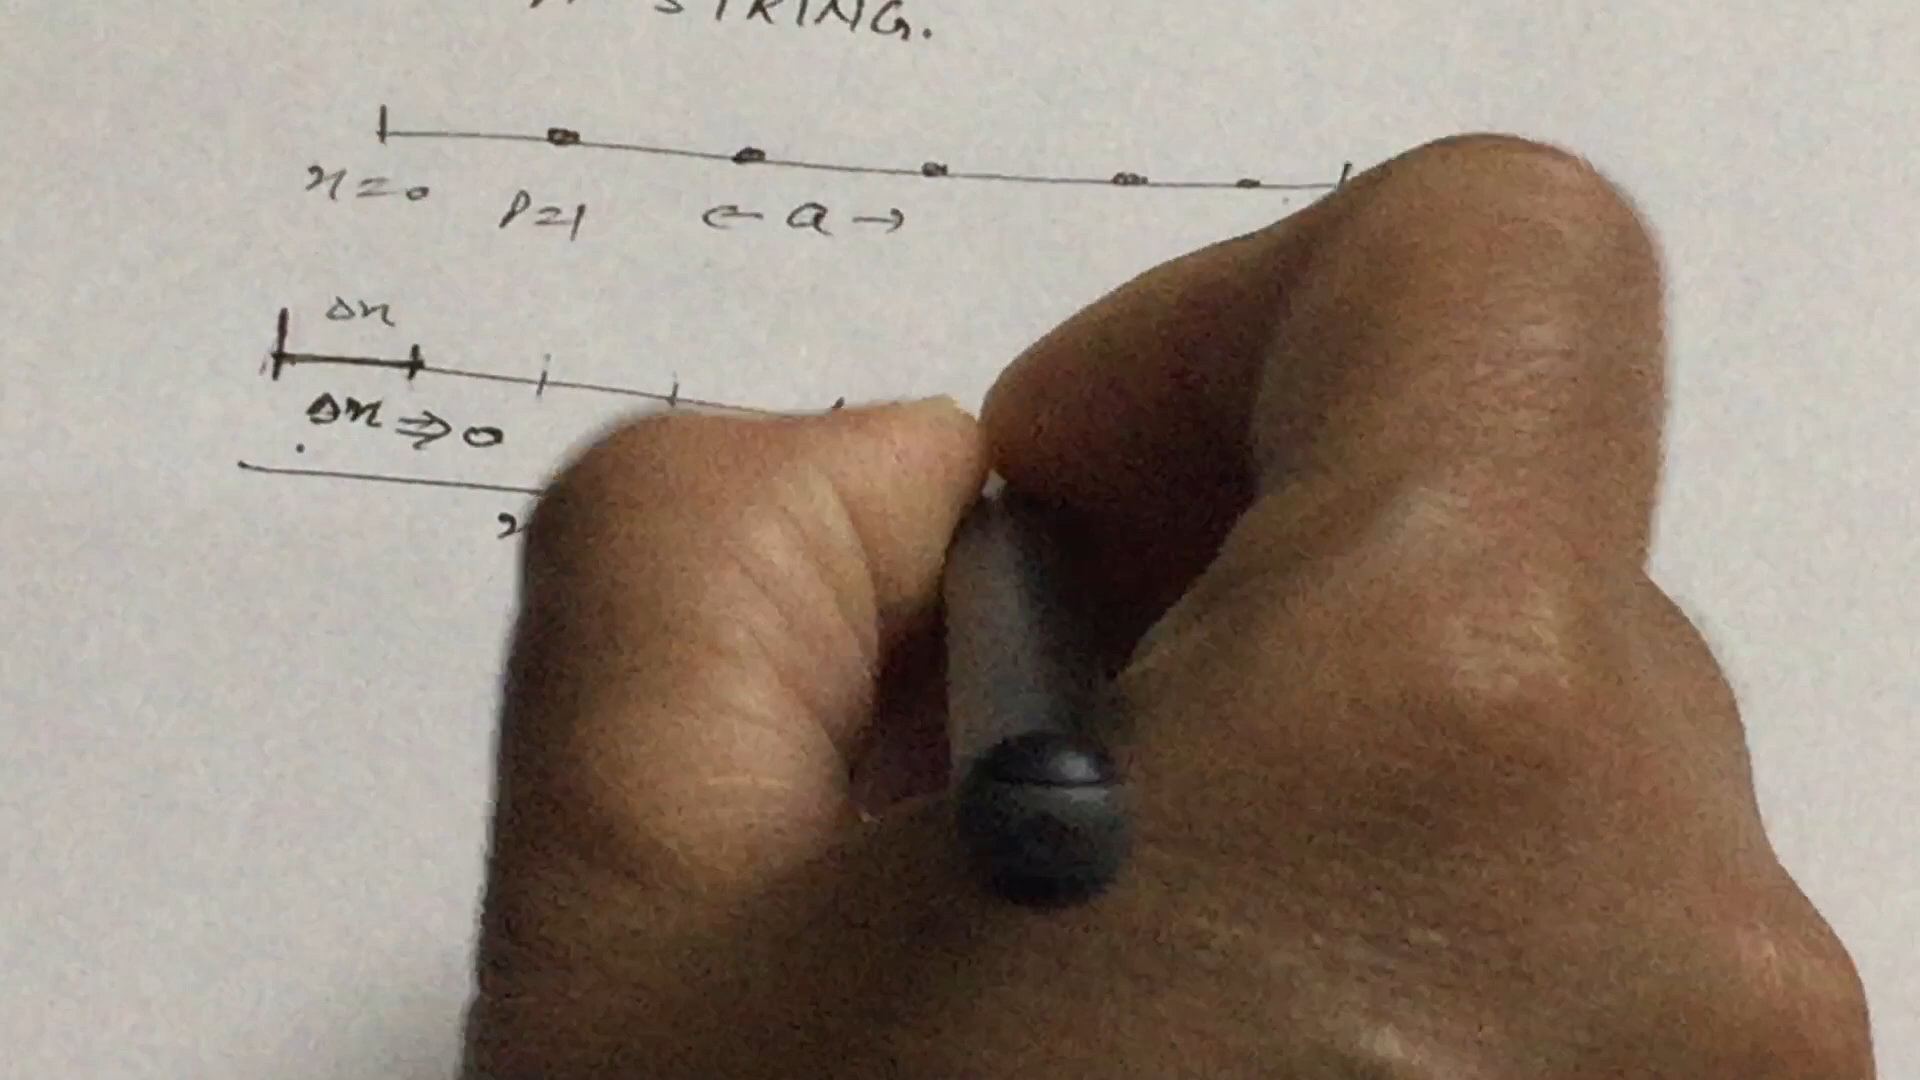 A STRING.
x=0 P=1 ← a →
Δx
Δx ⇒ 0